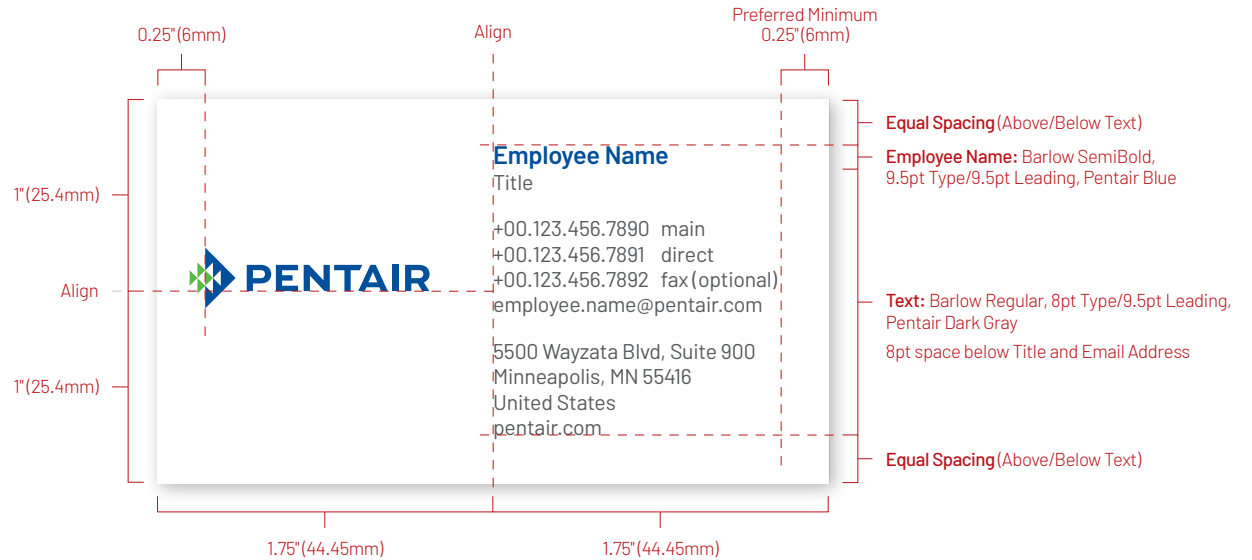 Preferred Minimum
0.25"(6mm)
Align
0.25"(6mm)
Equal Spacing (Above/Below Text)
Employee Name
Employee Name: Barlow SemiBold,
9.5pt Type/9.5pt Leading, Pentair Blue
Title
1"(25.4mm)
+00.123.456.7890 main
+00.123.456.7891 direct
+00.123.456.7892 fax (optional)
employee.name@pentair.com
PENTAIR
Align
Text: Barlow Regular, 8pt Type/9.5pt Leading,
Pentair Dark Gray
8pt space below Title and Email Address
5500 Wayzata Blvd, Suite 900
Minneapolis, MN 55416
United States
pentair.com
1"(25.4mm)
Equal Spacing (Above/Below Text)
1.75"(44.45mm)
1.75"(44.45mm)